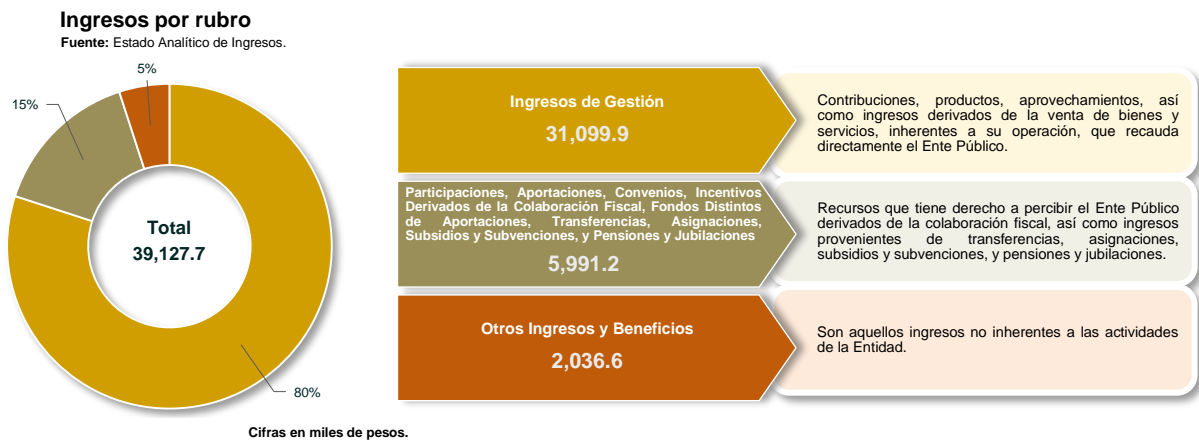 Ingresos por rubro
Fuente: Estado Analítico de Ingresos.
5%
15%
80%
Total
39,127.7
Ingresos de Gestión
31,099.9
Contribuciones, productos, aprovechamientos, así
como ingresos derivados de la venta de bienes y
servicios, inherentes a su operación, que recauda
directamente el Ente Público.
Participaciones, Aportaciones, Convenios, Incentivos
Derivados de la Colaboración Fiscal, Fondos Distintos
de Aportaciones, Transferencias, Asignaciones,
Subsidios y Subvenciones, y Pensiones y Jubilaciones
5,991.2
Recursos que tiene derecho a percibir el Ente Público
derivados de la colaboración fiscal, así como ingresos
provenientes de transferencias, asignaciones,
subsidios y subvenciones, y pensiones y jubilaciones.
Otros Ingresos y Beneficios
2,036.6
Son aquellos ingresos no inherentes a las actividades
de la Entidad.
Cifras en miles de pesos.